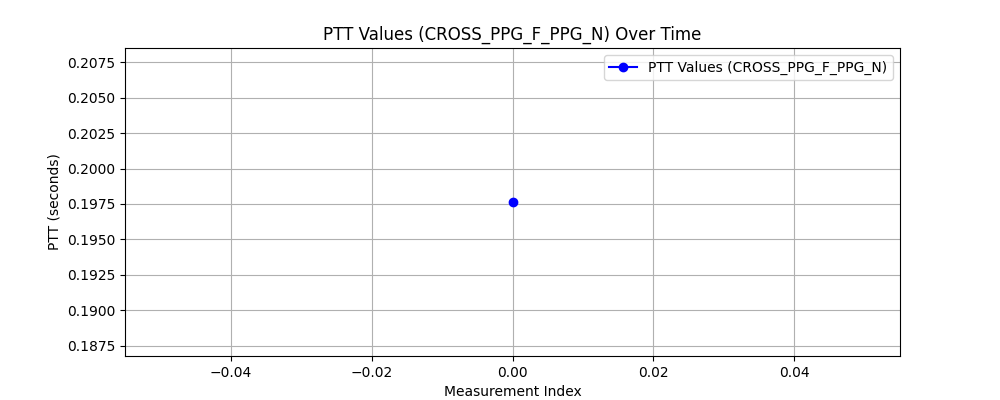 PTT Values (CROSS_PPG_F_PPG_N) Over Time
PTT Values (CROSS_PPG_F_PPG_N)
PTT (seconds)
0.2075
0.2050
0.2025
0.2000
0.1975
0.1950
0.1925
0.1900
0.1875
−0.04 −0.02 0.00 0.02 0.04
Measurement Index